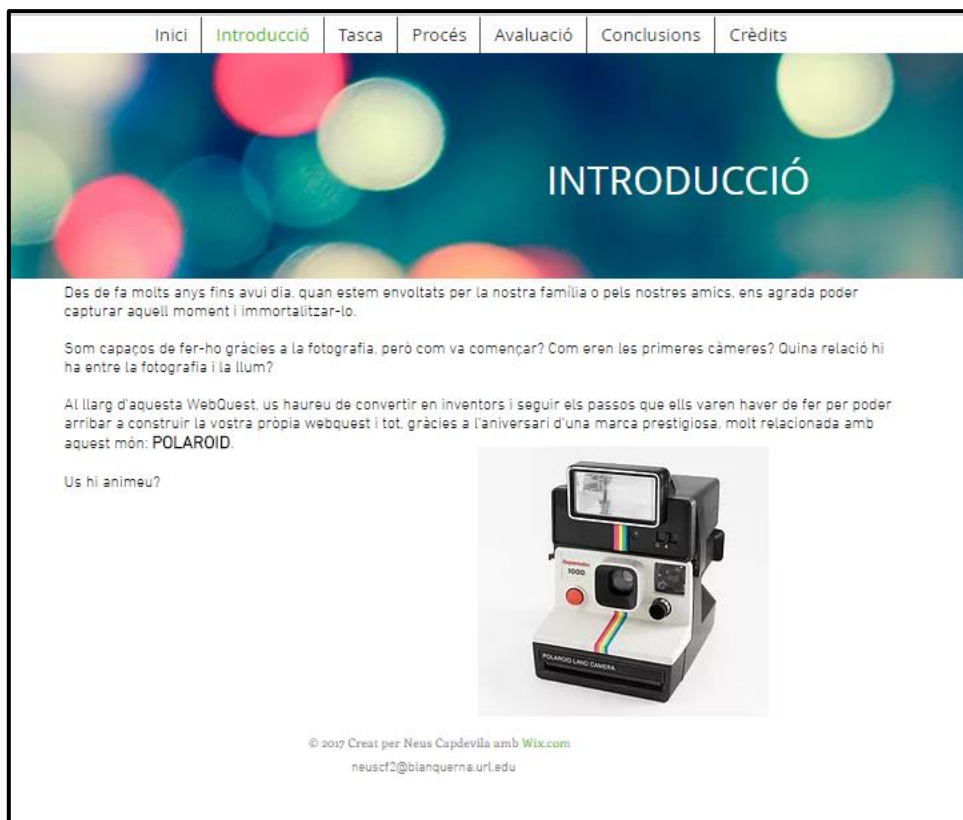 Inici Introducció Tasca Procés Avaluació Conclusions Crèdits
INTRODUCCIÓ
Des de fa molts anys fins avui dia, quan estem envoltats per la nostra família o pels nostres amics, ens agrada poder
capturar aquell moment i immortalitzar-lo.
Som capaços de fer-ho gràcies a la fotografia, però com va començar? Com eren les primeres càmeres? Quina relació hi
ha entre la fotografia i la llum?
Al llarg d'aquesta WebQuest, us haureu de convertir en inventors i seguir els passos que ells varen haver de fer per poder
arribar a construir la vostra pròpia webquest i tot, gràcies a l'aniversari d'una marca prestigiosa, molt relacionada amb
aquest món: POLAROID.
Us hi animeu?
1000
POLAROID LAND CAMERA
© 2017 Creat per Neus Capdevila amb Wix.com
neuscf2@blanquerna.url.edu